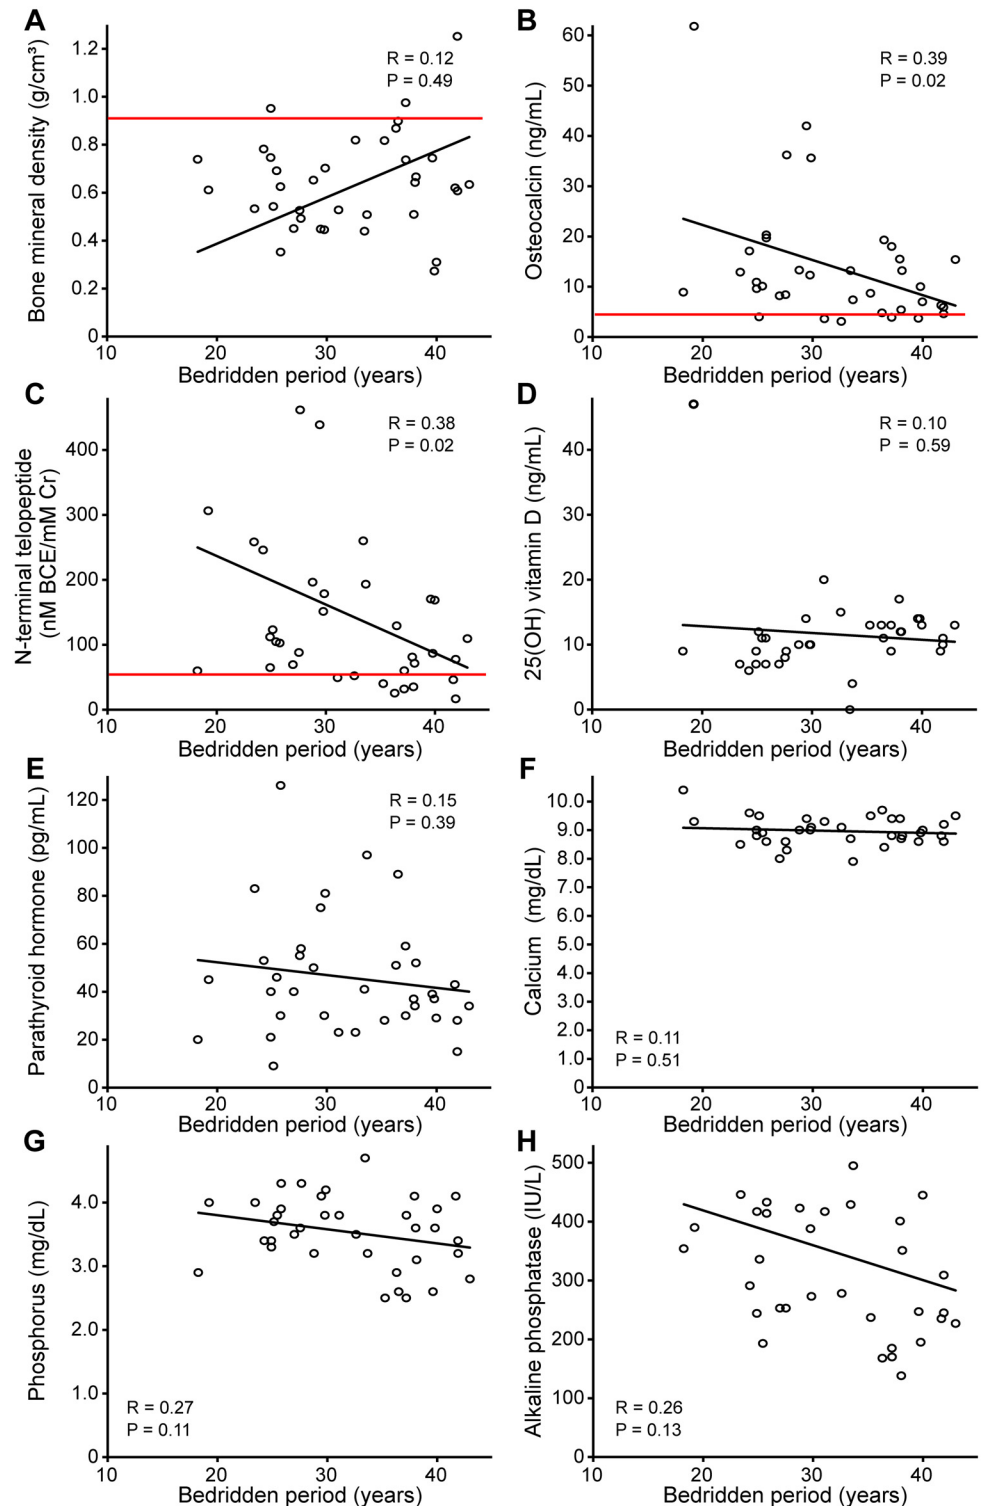 A
Bone mineral density (g/cm³)
1.2
1.0
0.8
0.6
0.4
0.2
0
R = 0.12
P = 0.49
10 20 30 40
Bedridden period (years)
B
Osteocalcin (ng/mL)
60
50
40
30
20
10
0
R = 0.39
P = 0.02
10 20 30 40
Bedridden period (years)
C
N-terminal telopeptide
(nM BCE/mM Cr)
400
300
200
100
0
R = 0.38
P = 0.02
10 20 30 40
Bedridden period (years)
D
25(OH) vitamin D (ng/mL)
40
30
20
10
0
R = 0.10
P = 0.59
10 20 30 40
Bedridden period (years)
E
Parathyroid hormone (pg/mL)
120
100
80
60
40
20
0
R = 0.15
P = 0.39
10 20 30 40
Bedridden period (years)
F
Calcium (mg/dL)
10.0
9.0
8.0
7.0
6.0
5.0
4.0
3.0
2.0
1.0
0
R = 0.11
P = 0.51
10 20 30 40
Bedridden period (years)
G
Phosphorus (mg/dL)
4.0
3.0
2.0
1.0
0
R = 0.27
P = 0.11
10 20 30 40
Bedridden period (years)
H
Alkaline phosphatase (IU/L)
500
400
300
200
100
0
R = 0.26
P = 0.13
10 20 30 40
Bedridden period (years)